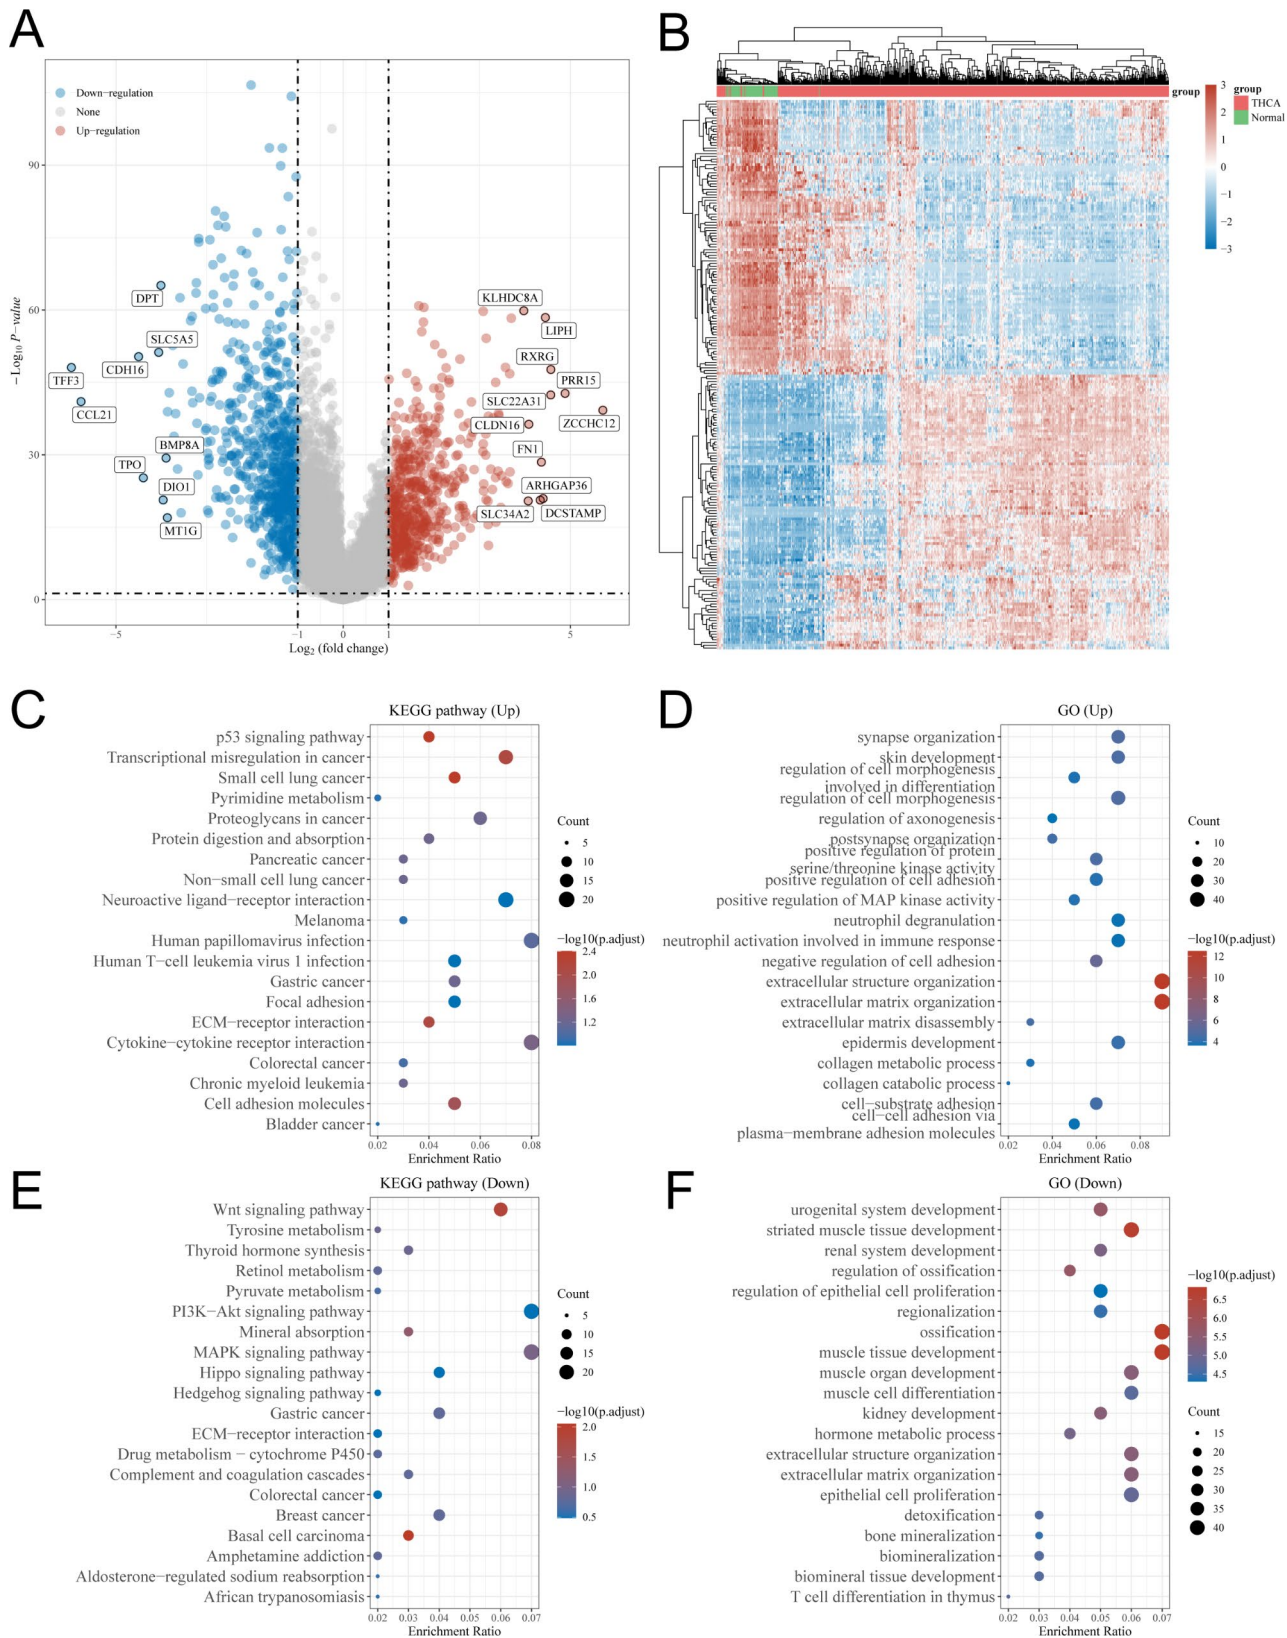 A
Down−regulation
None
Up−regulation
90
60
30
0
−Log10 P−value
DPT
SLC5A5
CDH16
TFF3
CCL21
BMP8A
TPO
DIO1
MT1G
KLHDC8A
LIPH
RXRG
PRR15
SLC22A31
ZCCHC12
CLDN16
FN1
ARHGAP36
SLC34A2
DCSTAMP
−5
−1
0
1
5
Log2 (fold change)
B
group
3
2
1
0
−1
−2
−3
group
THCA
Normal
C
KEGG pathway (Up)
p53 signaling pathway
Transcriptional misregulation in cancer
Small cell lung cancer
Pyrimidine metabolism
Proteoglycans in cancer
Protein digestion and absorption
Pancreatic cancer
Non−small cell lung cancer
Neuroactive ligand−receptor interaction
Melanoma
Human papillomavirus infection
Human T−cell leukemia virus 1 infection
Gastric cancer
Focal adhesion
ECM−receptor interaction
Cytokine−cytokine receptor interaction
Colorectal cancer
Chronic myeloid leukemia
Cell adhesion molecules
Bladder cancer
0.02
0.04
0.06
0.08
Enrichment Ratio
Count
5
10
15
20
−log10(p.adjust)
2.4
2.0
1.6
1.2
D
GO (Up)
synapse organization
skin development
regulation of cell morphogenesis
involved in differentiation
regulation of cell morphogenesis
regulation of axonogenesis
postsynapse organization
positive regulation of protein
serine/threonine kinase activity
positive regulation of cell adhesion
positive regulation of MAP kinase activity
neutrophil degranulation
neutrophil activation involved in immune response
negative regulation of cell adhesion
extracellular structure organization
extracellular matrix organization
extracellular matrix disassembly
epidermis development
collagen metabolic process
collagen catabolic process
cell−substrate adhesion
cell−cell adhesion via
plasma−membrane adhesion molecules
0.02
0.04
0.06
0.08
Enrichment Ratio
Count
10
20
30
40
−log10(p.adjust)
12
10
8
6
4
E
KEGG pathway (Down)
Wnt signaling pathway
Tyrosine metabolism
Thyroid hormone synthesis
Retinol metabolism
Pyruvate metabolism
PI3K−Akt signaling pathway
Mineral absorption
MAPK signaling pathway
Hippo signaling pathway
Hedgehog signaling pathway
Gastric cancer
ECM−receptor interaction
Drug metabolism − cytochrome P450
Complement and coagulation cascades
Colorectal cancer
Breast cancer
Basal cell carcinoma
Amphetamine addiction
Aldosterone−regulated sodium reabsorption
African trypanosomiasis
0.02
0.03
0.04
0.05
0.06
0.07
Enrichment Ratio
Count
5
10
15
20
−log10(p.adjust)
2.0
1.5
1.0
0.5
F
GO (Down)
urogenital system development
striated muscle tissue development
renal system development
regulation of ossification
regulation of epithelial cell proliferation
regionalization
ossification
muscle tissue development
muscle organ development
muscle cell differentiation
kidney development
hormone metabolic process
extracellular structure organization
extracellular matrix organization
epithelial cell proliferation
detoxification
bone mineralization
biomineralization
biomineral tissue development
T cell differentiation in thymus
0.02
0.03
0.04
0.05
0.06
0.07
Enrichment Ratio
−log10(p.adjust)
6.5
6.0
5.5
5.0
4.5
Count
15
20
25
30
35
40